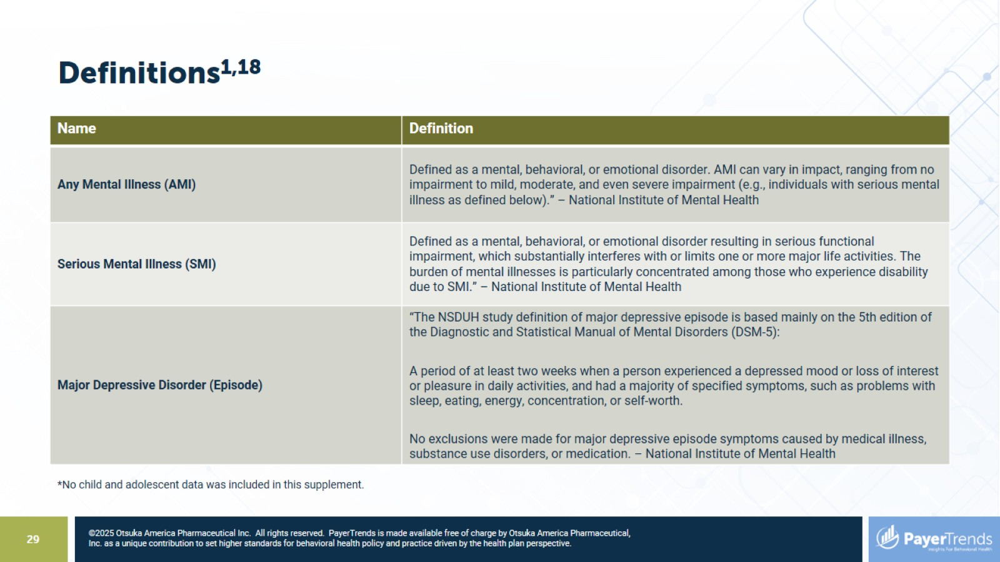 Definitions1,18
Name
Definition
Any Mental Illness (AMI)
Defined as a mental, behavioral, or emotional disorder. AMI can vary in impact, ranging from no
impairment to mild, moderate, and even severe impairment (e.g., individuals with serious mental
illness as defined below).” – National Institute of Mental Health
Serious Mental Illness (SMI)
Defined as a mental, behavioral, or emotional disorder resulting in serious functional
impairment, which substantially interferes with or limits one or more major life activities. The
burden of mental illnesses is particularly concentrated among those who experience disability
due to SMI.” – National Institute of Mental Health
Major Depressive Disorder (Episode)
“The NSDUH study definition of major depressive episode is based mainly on the 5th edition of
the Diagnostic and Statistical Manual of Mental Disorders (DSM-5):
A period of at least two weeks when a person experienced a depressed mood or loss of interest
or pleasure in daily activities, and had a majority of specified symptoms, such as problems with
sleep, eating, energy, concentration, or self-worth.
No exclusions were made for major depressive episode symptoms caused by medical illness,
substance use disorders, or medication. – National Institute of Mental Health
*No child and adolescent data was included in this supplement.
29
©2025 Otsuka America Pharmaceutical Inc. All rights reserved. PayerTrends is made available free of charge by Otsuka America Pharmaceutical,
Inc. as a unique contribution to set higher standards for behavioral health policy and practice driven by the health plan perspective.
PayerTrends
Insights For Behavioral Health